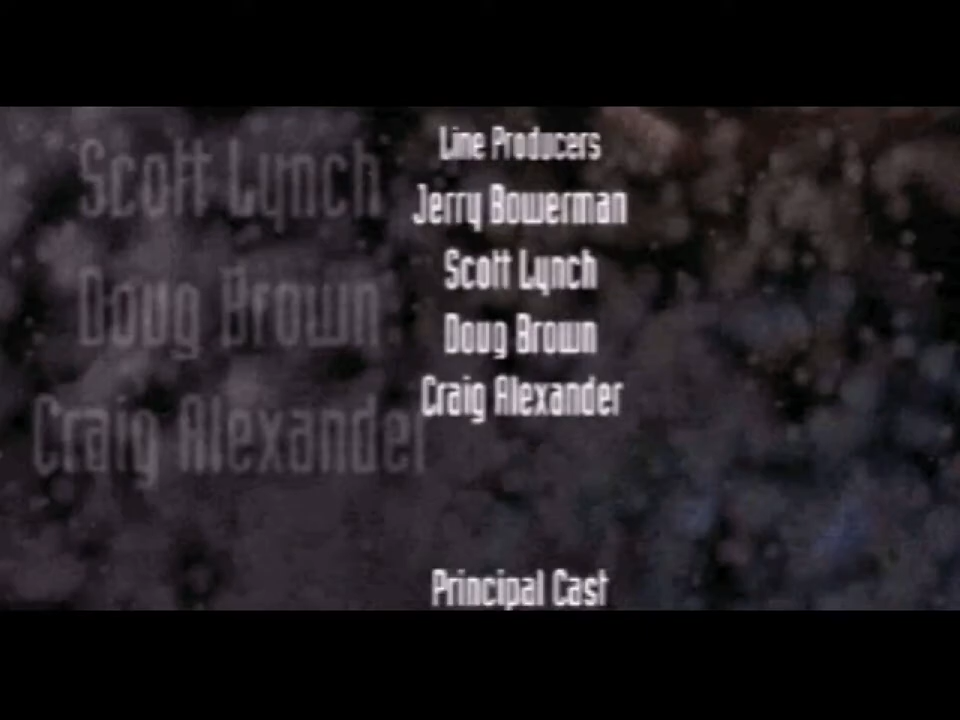 Scott Lynch
Doug Brown
Craig Alexander
Line Producers
Jerry Bowerman
Scott Lynch
Doug Brown
Craig Alexander
Principal Cast